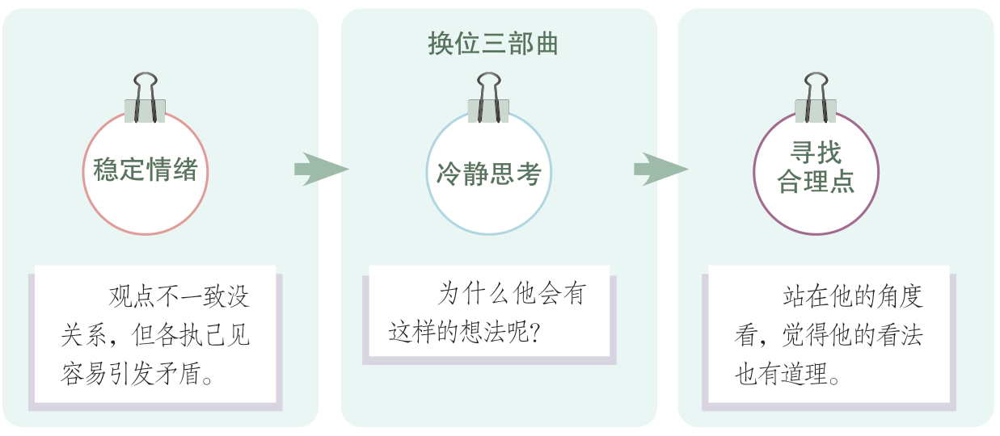 换位三部曲
稳定情绪
冷静思考
寻找
合理点
观点不一致没
关系，但各执己见
容易引发矛盾。
为什么他会有
这样的想法呢？
站在他的角度
看，觉得他的看法
也有道理。